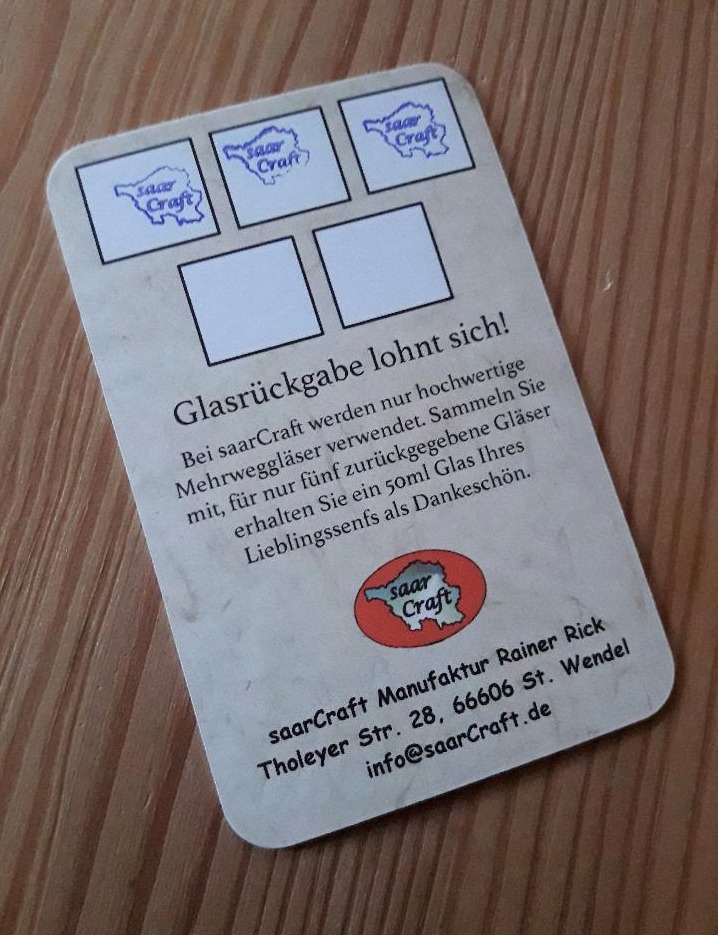 saar
Craft
saar
Craft
saar
Craft
Glasrückgabe lohnt sich!
Bei saarCraft werden nur hochwertige
Mehrweggläser verwendet. Sammeln Sie
mit, für nur fünf zurückgegebene Gläser
erhalten Sie ein 50ml Glas Ihres
Lieblingssenfs als Dankeschön.
saar
Craft
saarCraft Manufaktur Rainer Rick
Tholeyer Str. 28, 66606 St. Wendel
info@saarCraft.de